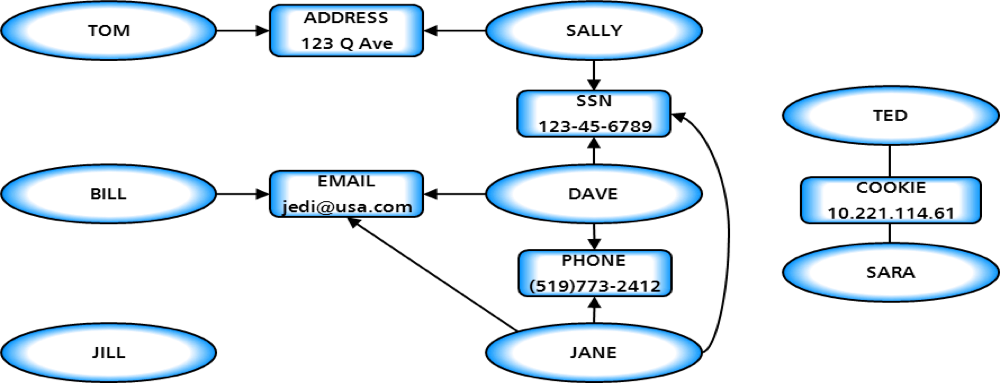 TOM
ADDRESS
123 Q Ave
SALLY
SSN
123-45-6789
TED
BILL
EMAIL
jedi@usa.com
DAVE
COOKIE
10.221.114.61
PHONE
(519)773-2412
SARA
JILL
JANE